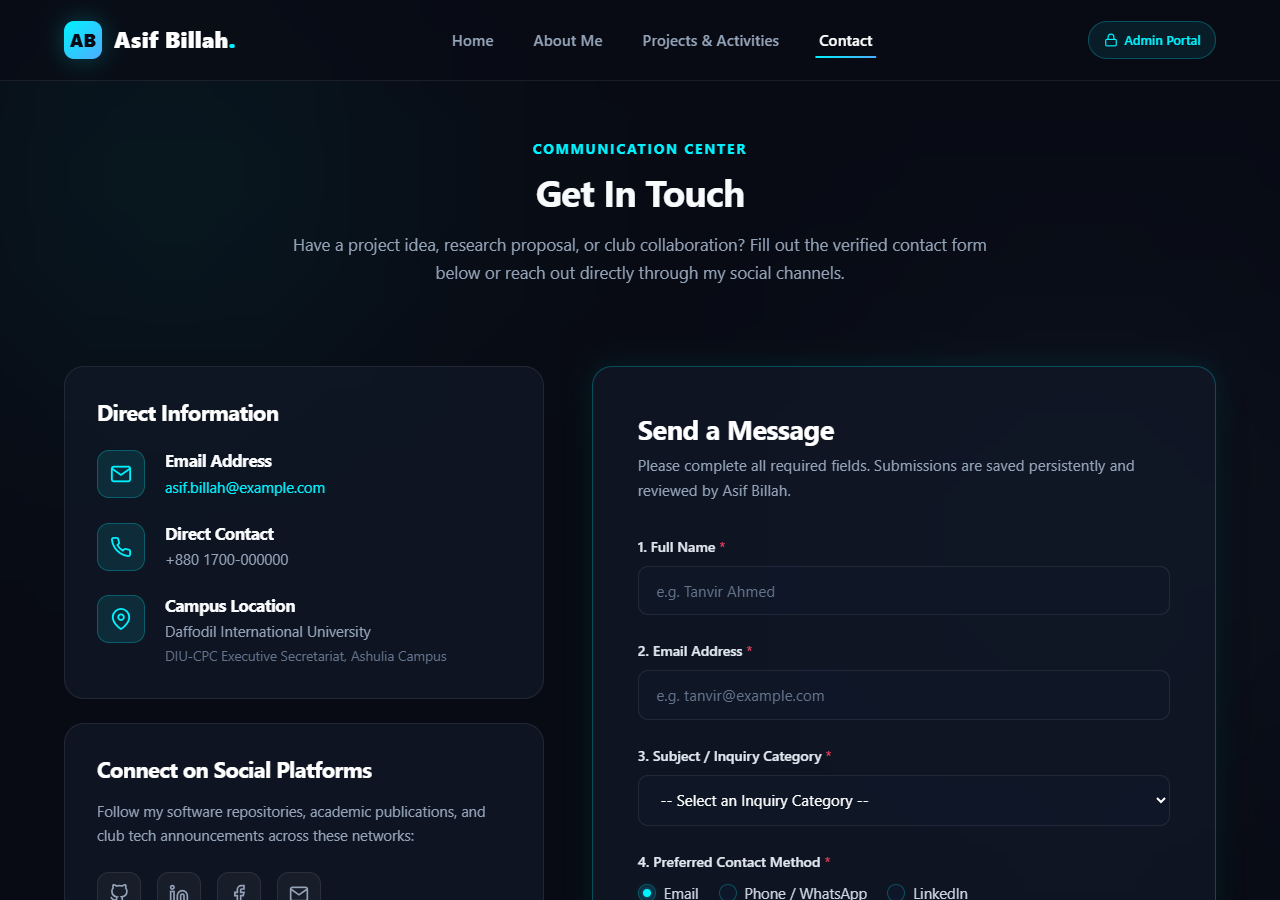 AB
Asif Billah.
Home
About Me
Projects & Activities
Contact
Admin Portal
COMMUNICATION CENTER
Get In Touch
Have a project idea, research proposal, or club collaboration? Fill out the verified contact form
below or reach out directly through my social channels.
Direct Information
Email Address
asif.billah@example.com
Direct Contact
+880 1700-000000
Campus Location
Daffodil International University
DIU-CPC Executive Secretariat, Ashulia Campus
Connect on Social Platforms
Follow my software repositories, academic publications, and
club tech announcements across these networks:
Send a Message
Please complete all required fields. Submissions are saved persistently and
reviewed by Asif Billah.
1. Full Name *
e.g. Tanvir Ahmed
2. Email Address *
e.g. tanvir@example.com
3. Subject / Inquiry Category *
-- Select an Inquiry Category --
4. Preferred Contact Method *
Email
Phone / WhatsApp
LinkedIn